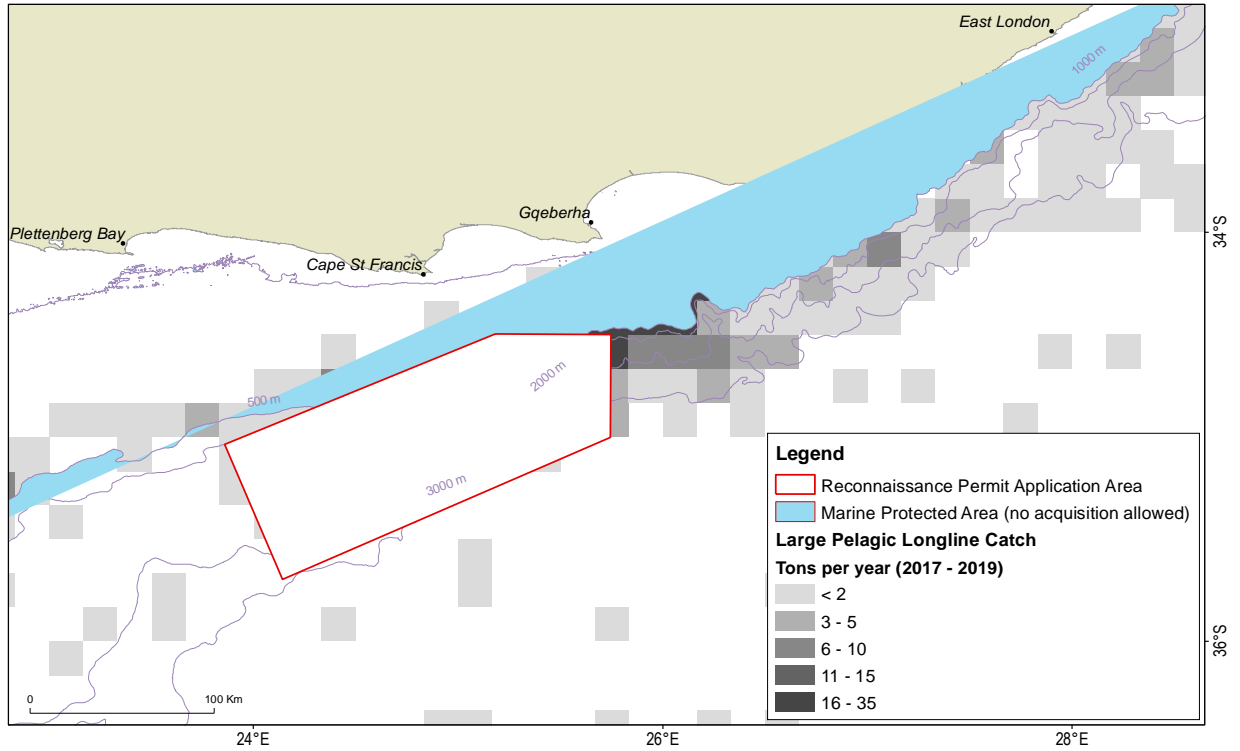 East London
1000 m
Gqeberha
Plettenberg Bay
Cape St Francis
34°S
2000 m
500 m
3000 m
Legend
Reconnaissance Permit Application Area
Marine Protected Area (no acquisition allowed)
Large Pelagic Longline Catch
Tons per year (2017 - 2019)
< 2
3 - 5
6 - 10
11 - 15
16 - 35
36°S
0 100 Km
24°E 26°E 28°E